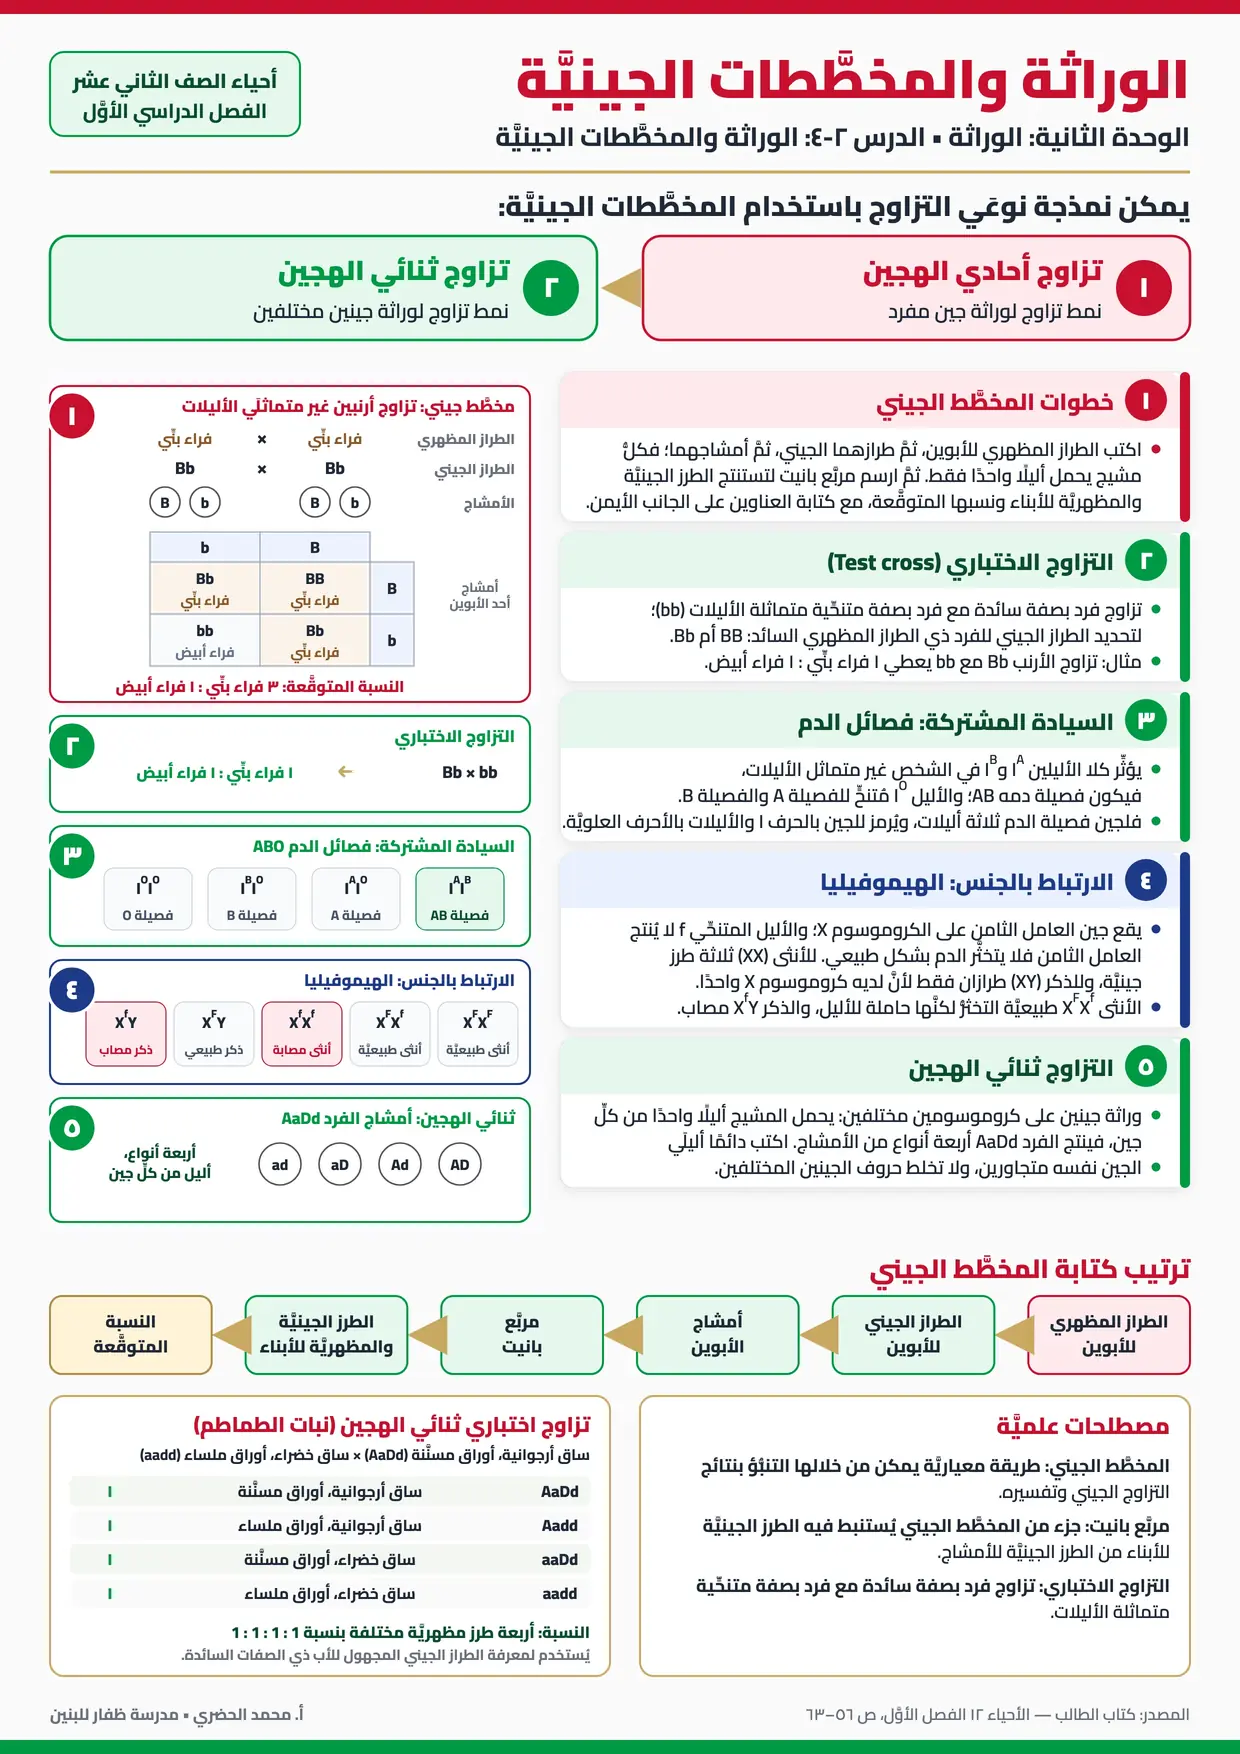 الوراثة والمخطَّطات الجينيَّة
أحياء الصف الثاني عشر
الفصل الدراسي الأوَّل
الوحدة الثانية: الوراثة • الدرس ٢-٤: الوراثة والمخطَّطات الجينيَّة
يمكن نمذجة نوعَي التزاوج باستخدام المخطَّطات الجينيَّة:
١
تزاوج أحادي الهجين
نمط تزاوج لوراثة جين مفرد
٢
تزاوج ثنائي الهجين
نمط تزاوج لوراثة جينين مختلفين
١ خطوات المخطَّط الجيني
• اكتب الطراز المظهري للأبوين، ثمَّ طرازهما الجيني، ثمَّ أمشاجهما؛ فكلُّ
مشيج يحمل أليلًا واحدًا فقط. ثمَّ ارسم مربَّع بانيت لتستنتج الطرز الجينيَّة
والمظهريَّة للأبناء ونسبها المتوقَّعة، مع كتابة العناوين على الجانب الأيمن.
٢ التزاوج الاختباري (Test cross)
• تزاوج فرد بصفة سائدة مع فرد بصفة متنحِّية متماثلة الأليلات (bb)؛
لتحديد الطراز الجيني للفرد ذي الطراز المظهري السائد: BB أم Bb.
• مثال: تزاوج الأرنب Bb مع bb يعطي ١ فراء بنِّي : ١ فراء أبيض.
٣ السيادة المشتركة: فصائل الدم
• يؤثِّر كلا الأليلين Iᴬ وIᴮ في الشخص غير متماثل الأليلات،
فيكون فصيلة دمه AB؛ والأليل Iᴼ مُتنحٍّ للفصيلة A والفصيلة B.
• فلجين فصيلة الدم ثلاثة أليلات، ويُرمز للجين بالحرف I والأليلات بالأحرف العلويَّة.
٤ الارتباط بالجنس: الهيموفيليا
• يقع جين العامل الثامن على الكروموسوم X؛ والأليل المتنحِّي f لا يُنتج
العامل الثامن فلا يتخثَّر الدم بشكل طبيعي. للأنثى (XX) ثلاثة طرز
جينيَّة، وللذكر (XY) طرازان فقط لأنَّ لديه كروموسوم X واحدًا.
• الأنثى XᶠXᶠ طبيعيَّة التخثرُّ لكنَّها حاملة للأليل، والذكر XᶠY مصاب.
٥ التزاوج ثنائي الهجين
• وراثة جينين على كروموسومين مختلفين: يحمل المشيج أليلًا واحدًا من كلِّ
جين، فينتج الفرد AaDd أربعة أنواع من الأمشاج. اكتب دائمًا أليلَي
• الجين نفسه متجاورين، ولا تخلط حروف الجينين المختلفين.
١
مخطَّط جيني: تزاوج أرنبين غير متماثلَي الأليلات
الطراز المظهري فراء بنِّي × فراء بنِّي
الطراز الجيني Bb × Bb
الأمشاج B b B b
b B
Bb BB B
فراء بنِّي فراء بنِّي
أمشاج
أحد الأبوين
bb Bb b
فراء أبيض فراء بنِّي
النسبة المتوقَّعة: ٣ فراء بنِّي : ١ فراء أبيض
٢
التزاوج الاختباري
Bb × bb ← ١ فراء بنِّي : ١ فراء أبيض
٣
السيادة المشتركة: فصائل الدم ABO
IᴬIᴮ IᴬIᴼ IᴮIᴼ IᴼIᴼ
فصيلة AB فصيلة A فصيلة B فصيلة O
٤
الارتباط بالجنس: الهيموفيليا
X^FX^F X^FX^f X^fX^f X^FY X^fY
أنثى طبيعيَّة أنثى طبيعيَّة أنثى مصابة ذكر طبيعي ذكر مصاب
٥
ثنائي الهجين: أمشاج الفرد AaDd
ad aD Ad AD
أربعة أنواع،
أليل من كلِّ جين
ترتيب كتابة المخطَّط الجيني
الطراز المظهري
للأبوين
الطراز الجيني
للأبوين
أمشاج
الأبوين
مربَّع
بانيت
الطرز الجينيَّة
والمظهريَّة للأبناء
النسبة
المتوقَّعة
مصطلحات علميَّة
المخطَّط الجيني: طريقة معياريَّة يمكن من خلالها التنبُّؤ بنتائج
التزاوج الجيني وتفسيره.
مربَّع بانيت: جزء من المخطَّط الجيني يُستنبط فيه الطرز الجينيَّة
للأبناء من الطرز الجينيَّة للأمشاج.
التزاوج الاختباري: تزاوج فرد بصفة سائدة مع فرد بصفة متنحِّية
متماثلة الأليلات.
تزاوج اختباري ثنائي الهجين (نبات الطماطم)
ساق أرجوانية، أوراق مسنَّنة (AaDd) × ساق خضراء، أوراق ملساء (aadd)
AaDd ساق أرجوانية، أوراق مسنَّنة ١
Aadd ساق أرجوانية، أوراق ملساء ١
aaDd ساق خضراء، أوراق مسنَّنة ١
aadd ساق خضراء، أوراق ملساء ١
النسبة: أربعة طرز مظهريَّة مختلفة بنسبة 1 : 1 : 1 : 1
يُستخدم لمعرفة الطراز الجيني المجهول للأب ذي الصفات السائدة.
المصدر: كتاب الطالب — الأحياء ١٢ الفصل الأوَّل، ص ٥٦–٦٣
أ. محمد الحضري • مدرسة ظفار للبنين